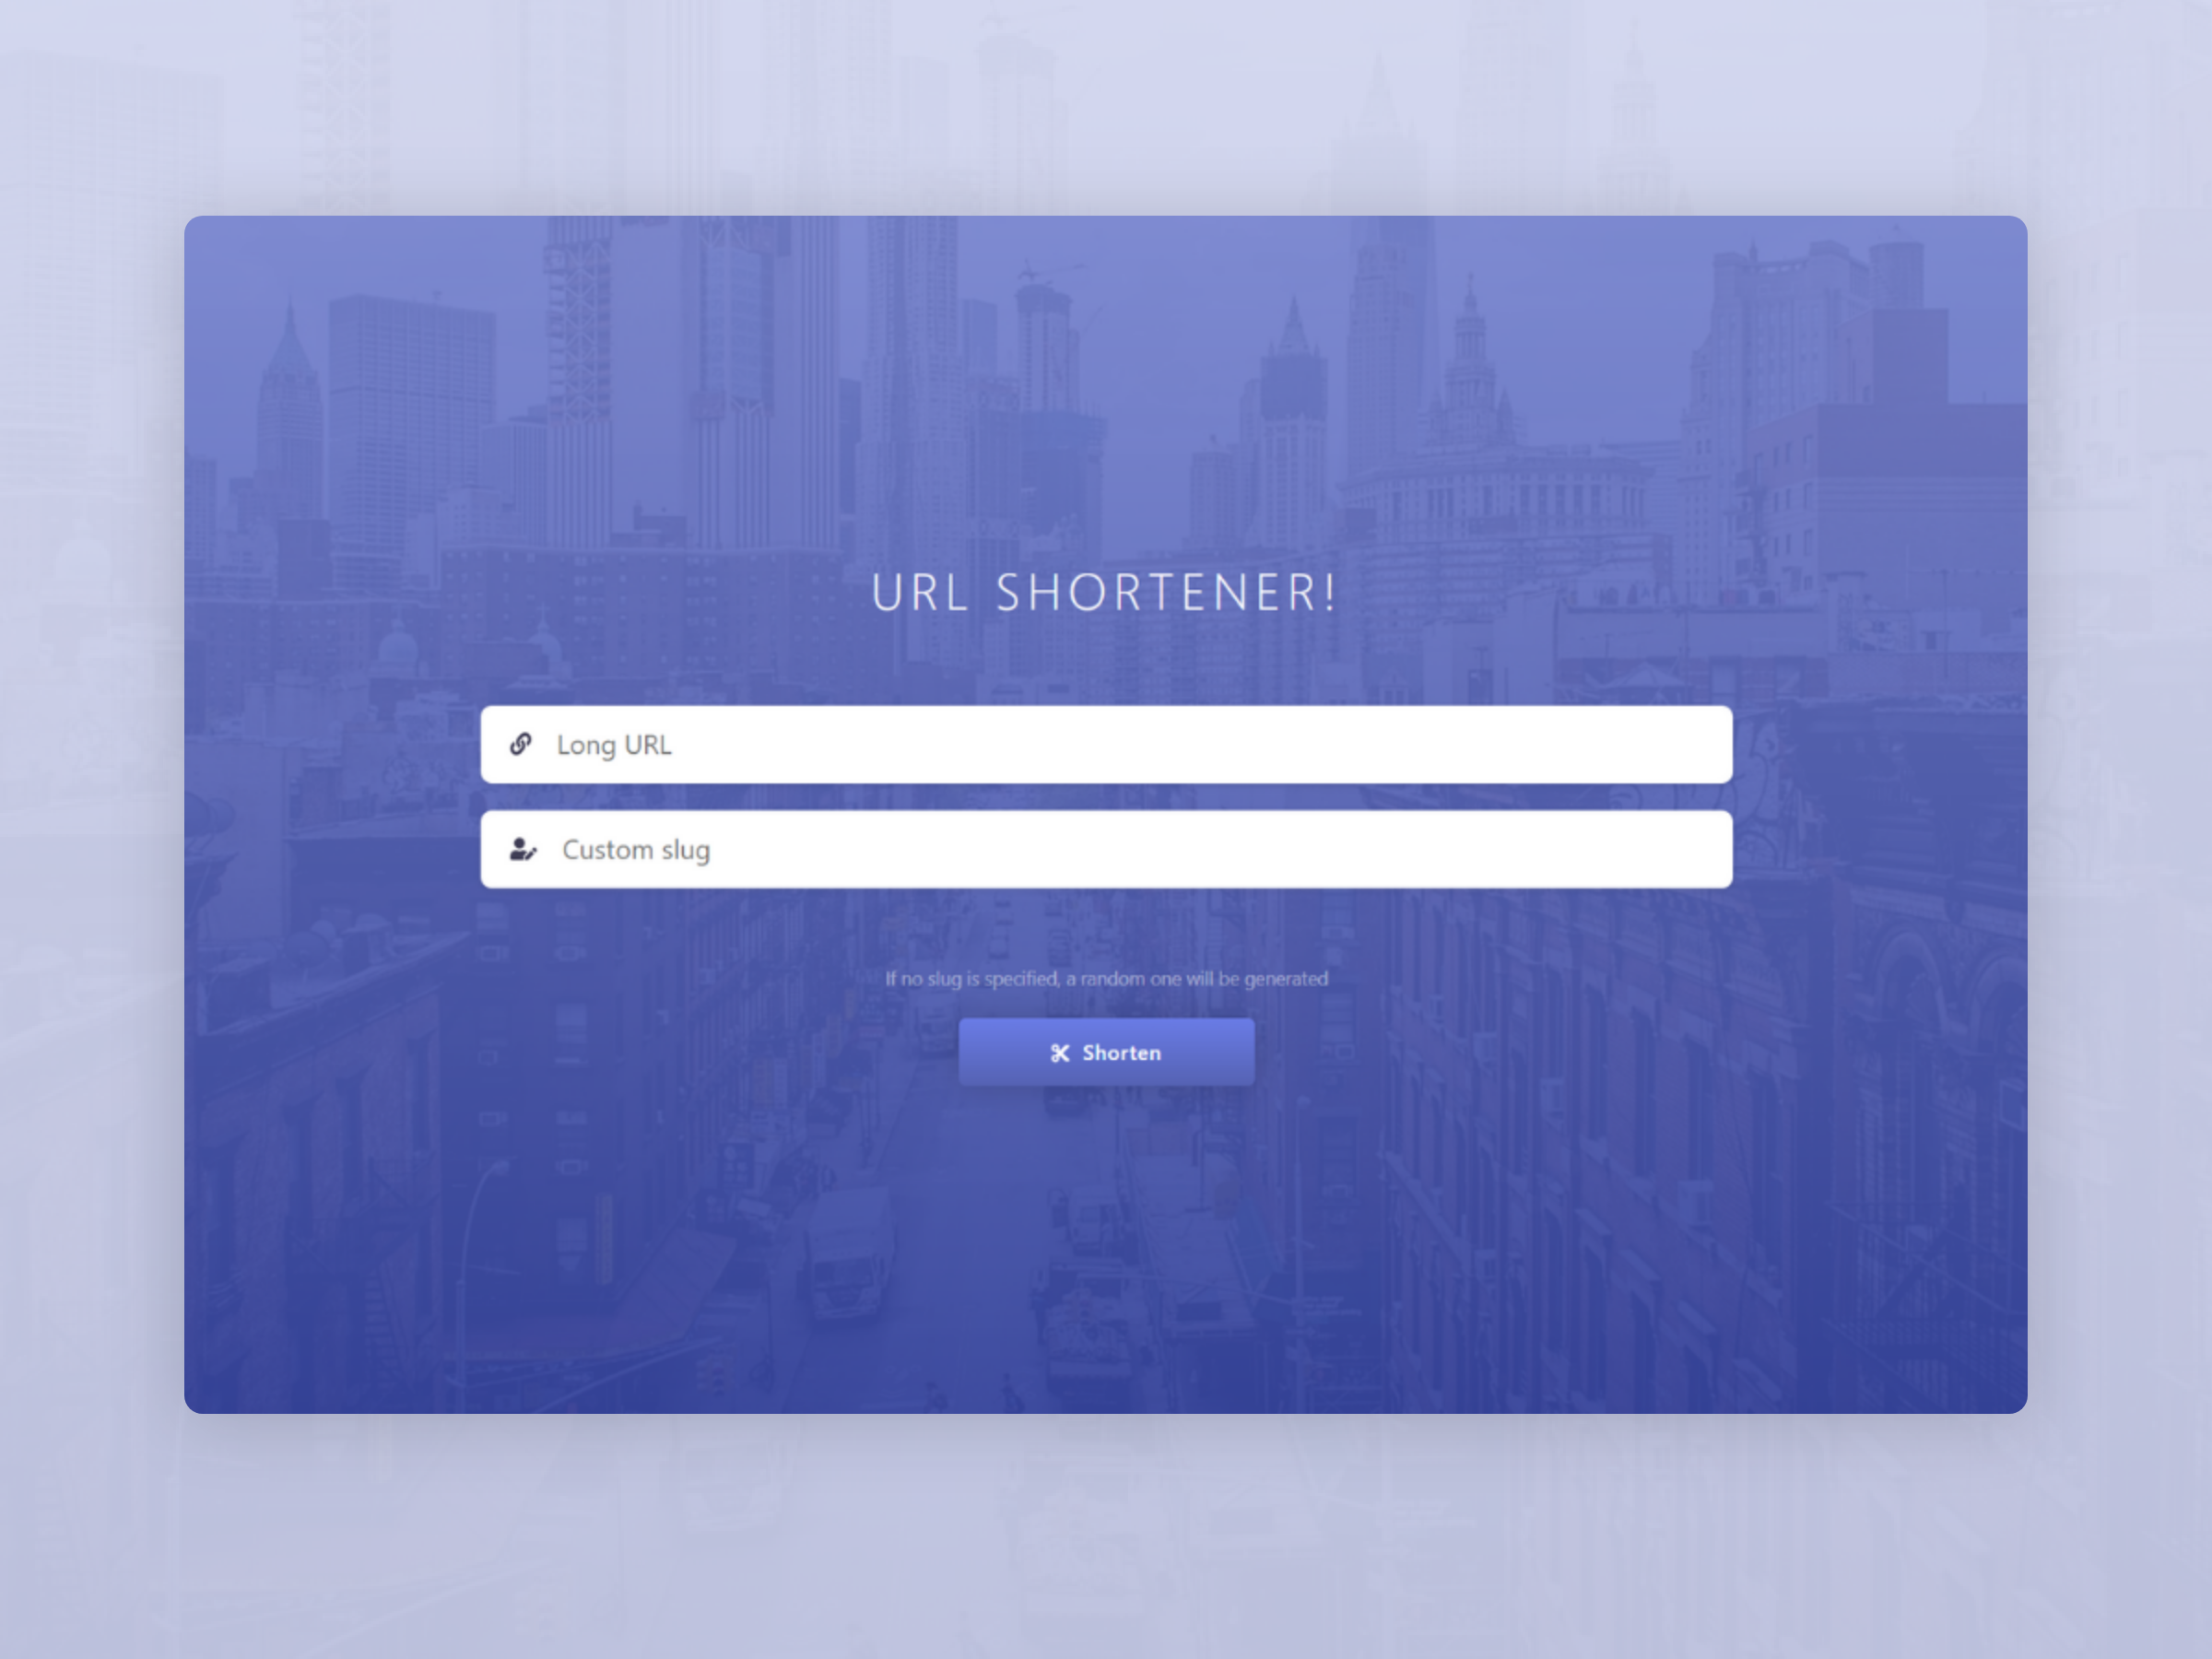 URL SHORTENER!
Long URL
Custom slug
If no slug is specified, a random one will be generated
Shorten